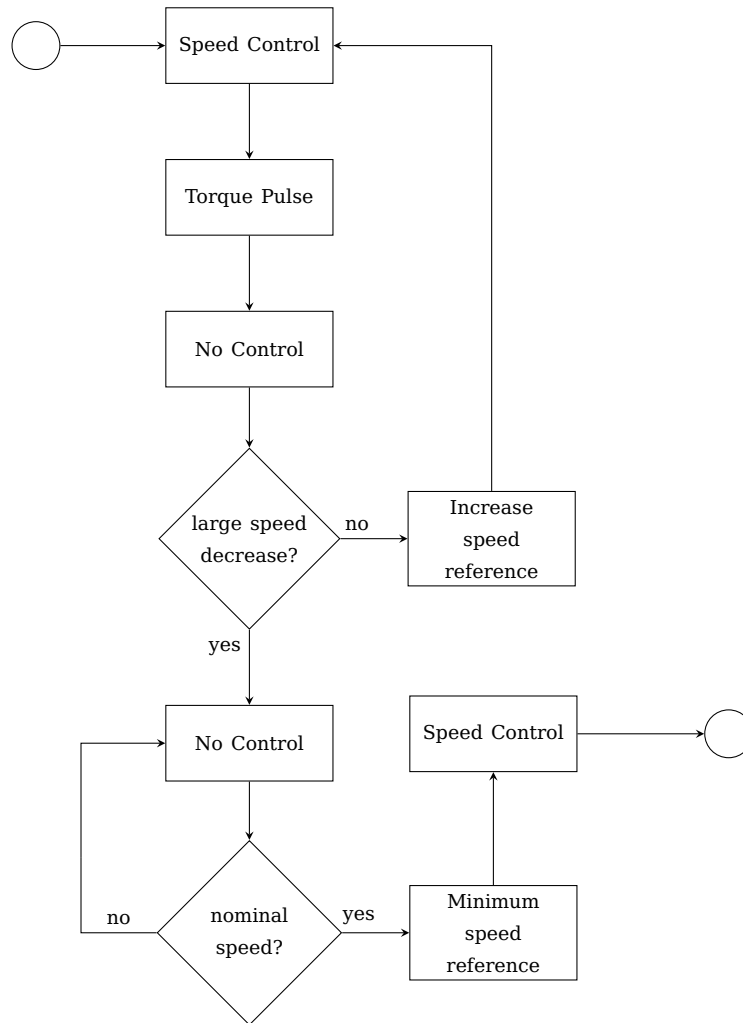 Speed Control
Torque Pulse
No Control
large speed
decrease?
no
Increase
speed
reference
yes
No Control
Speed Control
nominal
speed?
no
yes
Minimum
speed
reference